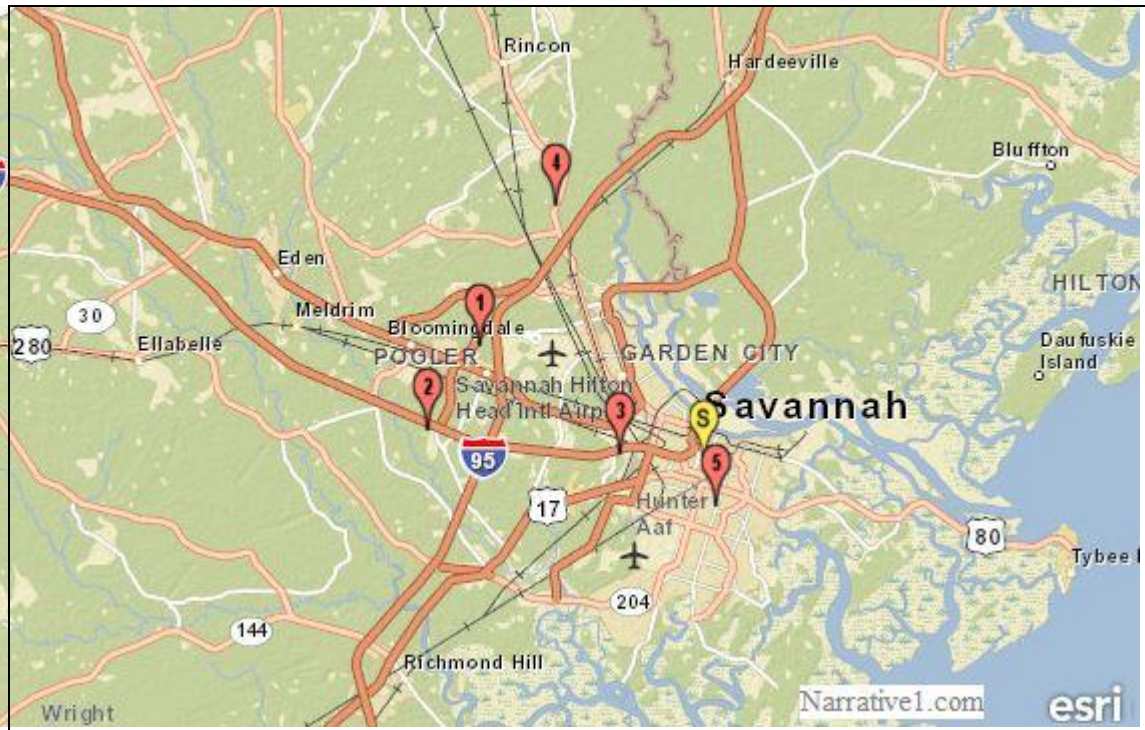 Rincon
Hardeeville
Bluffton
4
Eden
HILTON
30
Meldrim
1
Bloomingdale
280
Ellabelle
POOLER
GARDEN CITY
Daufuskie
Island
2
Savannah Hilton
Head Intl Airp
3
S
Savannah
95
5
17
Hunter
Aaf
80
Tybee
204
144
Richmond Hill
Wright
Narrative1.com
esri